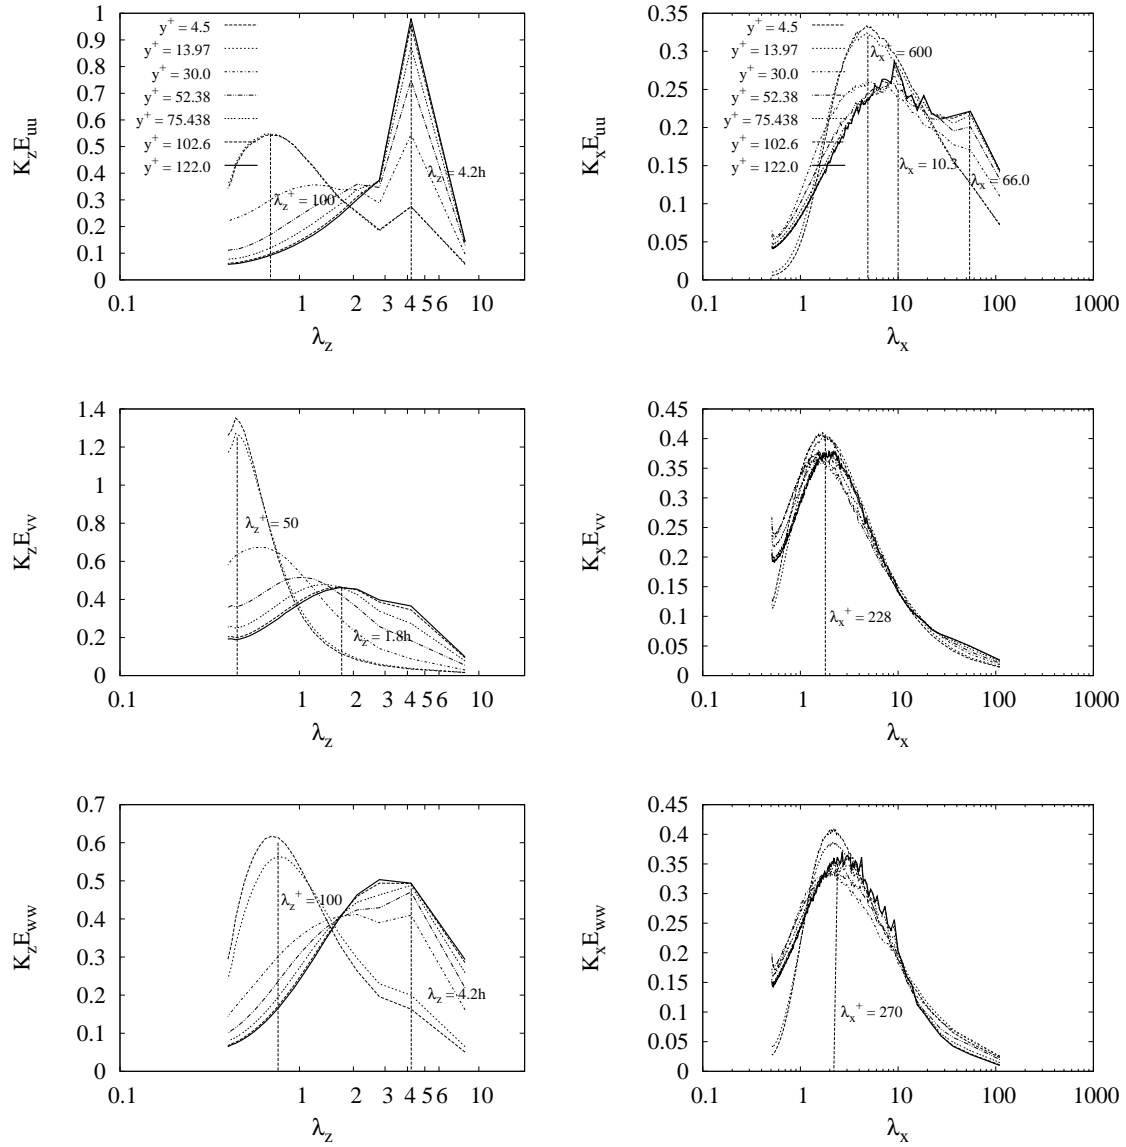 K_zE_uu
1
0.9
0.8
0.7
0.6
0.5
0.4
0.3
0.2
0.1
0
y^+ = 4.5
y^+ = 13.97
y^+ = 30.0
y^+ = 52.38
y^+ = 75.438
y^+ = 102.6
y^+ = 122.0
λ_z^+ = 100
λ_z = 4.2h
0.1 1 2 3 4 5 6 10
λ_z
K_xE_uu
0.35
0.3
0.25
0.2
0.15
0.1
0.05
0
y^+ = 4.5
y^+ = 13.97
y^+ = 30.0
y^+ = 52.38
y^+ = 75.438
y^+ = 102.6
y^+ = 122.0
λ_x^+ = 600
λ_x = 10.3
λ_x = 66.0
0.1 1 10 100 1000
λ_x
K_zE_vv
1.4
1.2
1
0.8
0.6
0.4
0.2
0
λ_z^+ = 50
λ_z = 1.8h
0.1 1 2 3 4 5 6 10
λ_z
K_xE_vv
0.45
0.4
0.35
0.3
0.25
0.2
0.15
0.1
0.05
0
λ_x^+ = 228
0.1 1 10 100 1000
λ_x
K_zE_ww
0.7
0.6
0.5
0.4
0.3
0.2
0.1
0
λ_z^+ = 100
λ_z = 4.2h
0.1 1 2 3 4 5 6 10
λ_z
K_xE_ww
0.45
0.4
0.35
0.3
0.25
0.2
0.15
0.1
0.05
0
λ_x^+ = 270
0.1 1 10 100 1000
λ_x